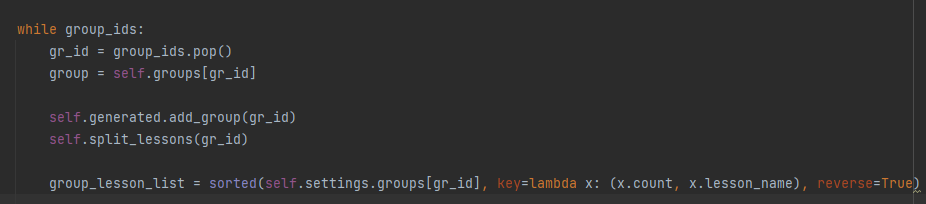 while group_ids:
    gr_id = group_ids.pop()
    group = self.groups[gr_id]
    self.generated.add_group(gr_id)
    self.split_lessons(gr_id)
    group_lesson_list = sorted(self.settings.groups[gr_id], key=lambda x: (x.count, x.lesson_name), reverse=True)